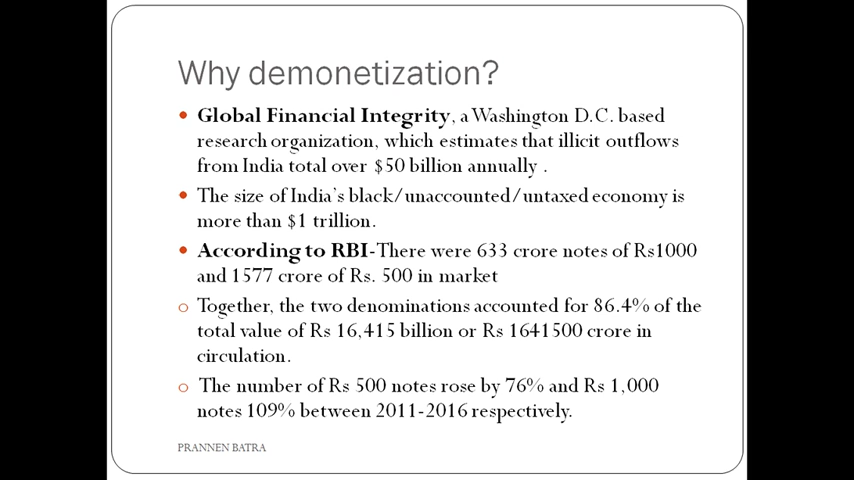 Why demonetization?
• Global Financial Integrity, a Washington D.C. based
research organization, which estimates that illicit outflows
from India total over $50 billion annually .
• The size of India's black/unaccounted/untaxed economy is
more than $1 trillion.
• According to RBI-There were 633 crore notes of Rs1000
and 1577 crore of Rs. 500 in market
o Together, the two denominations accounted for 86.4% of the
total value of Rs 16,415 billion or Rs 1641500 crore in
circulation.
o The number of Rs 500 notes rose by 76% and Rs 1,000
notes 109% between 2011-2016 respectively.
PRANNEN BATRA